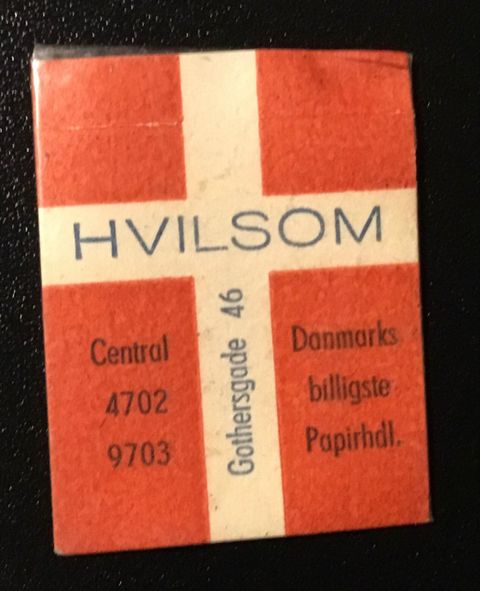 HVILSOM
Central
4702
9703
Gothersgade 46
Danmarks
billigste
Papirhdl.